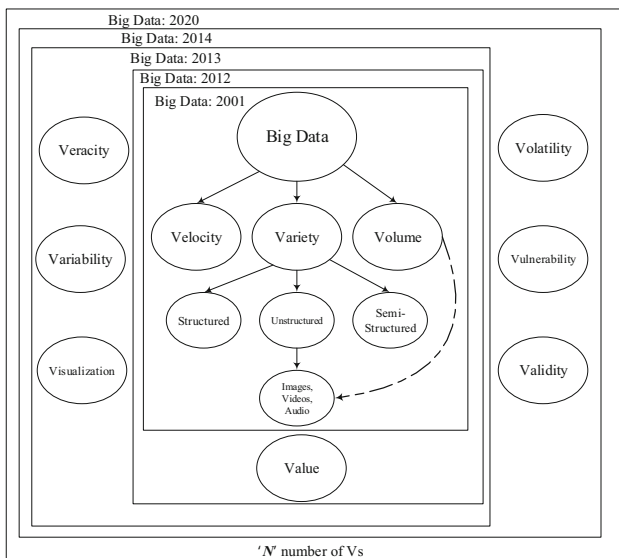 Big Data: 2020
Big Data: 2014
Big Data: 2013
Big Data: 2012
Big Data: 2001
Big Data
Veracity
Volatility
Velocity
Variety
Volume
Variability
Vulnerability
Structured
Unstructured
Semi-
Structured
Visualization
Images,
Videos,
Audio
Validity
Value
'N' number of Vs